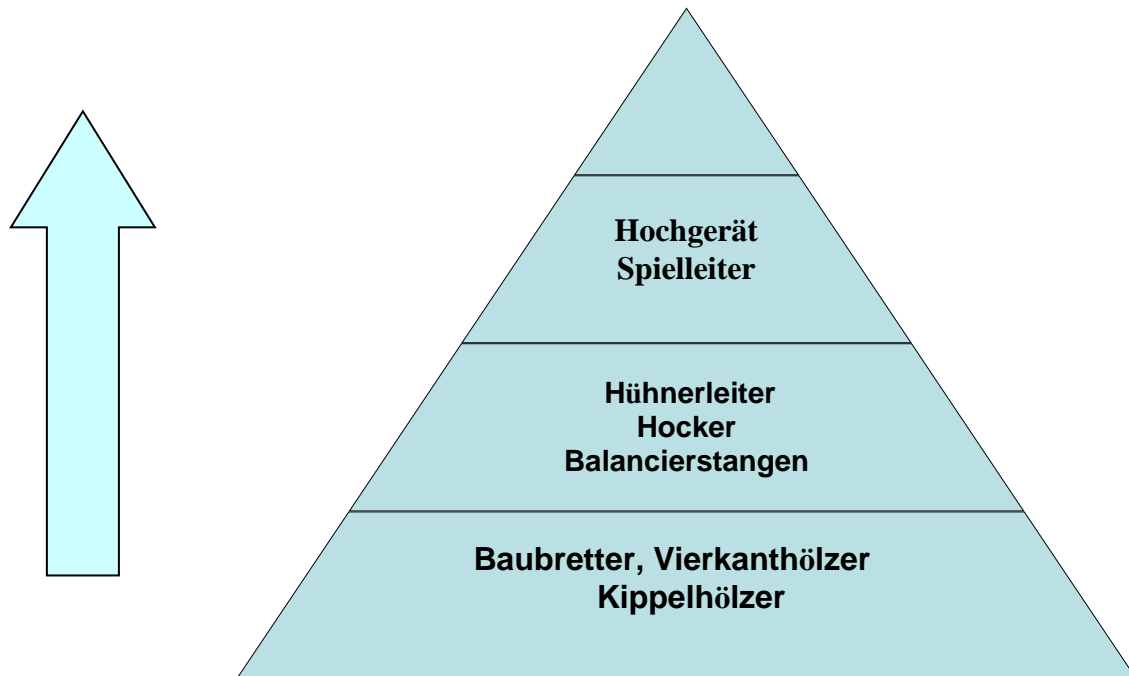 Hochgerät
Spielleiter
Hühnerleiter
Hocker
Balancierstangen
Baubretter, Vierkanthölzer
Kippelhölzer